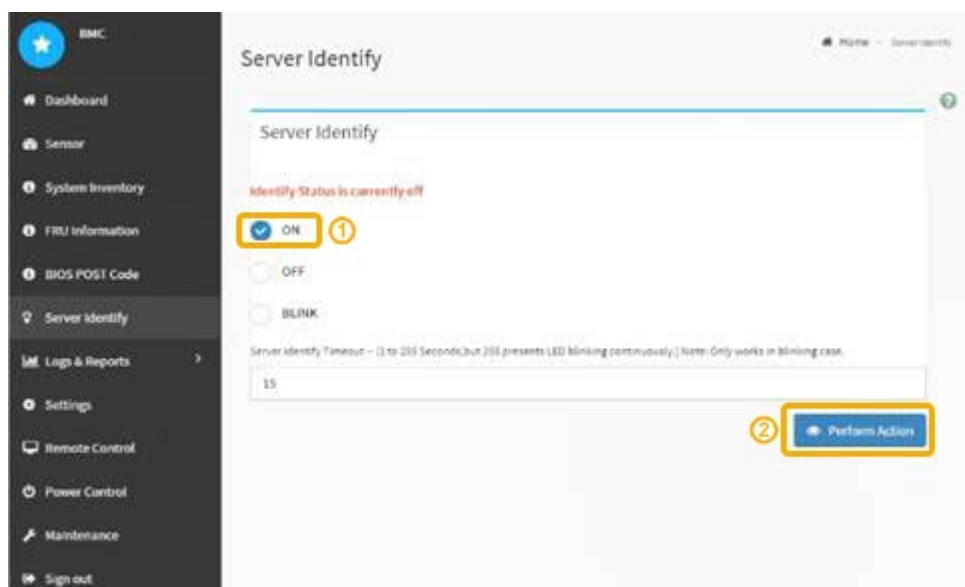 BMC
Dashboard
Sensor
System Inventory
FRU Information
BIOS POST Code
Server Identify
Logs & Reports
Settings
Remote Control
Power Control
Maintenance
Sign out
Server Identify
Home - Server Identify
Server Identify
Identify Status is currently off
ON
1
OFF
BLINK
Server Identify Timeout -- (1 to 255 Seconds,but 255 presents LED blinking continuously.) Note: Only works in blinking case.
15
2
Perform Action